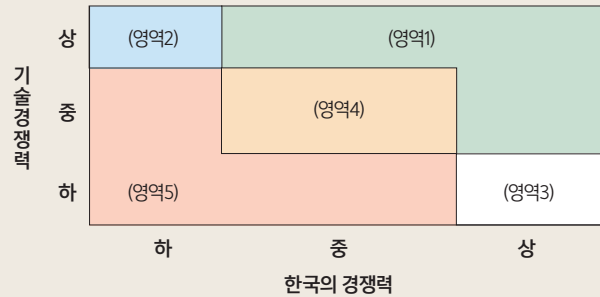 상
(영역2)
(영역1)
기술경쟁력
중
(영역4)
하
(영역5)
(영역3)
하
중
상
한국의 경쟁력